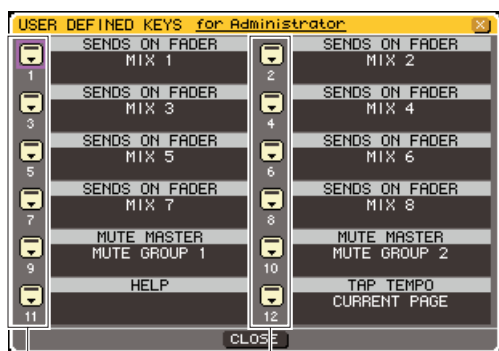 USER DEFINED KEYS for Administrator
SENDS ON FADER
MIX 1
1
SENDS ON FADER
MIX 2
2
SENDS ON FADER
MIX 3
3
SENDS ON FADER
MIX 4
4
SENDS ON FADER
MIX 5
5
SENDS ON FADER
MIX 6
6
SENDS ON FADER
MIX 7
7
SENDS ON FADER
MIX 8
8
MUTE MASTER
MUTE GROUP 1
9
MUTE MASTER
MUTE GROUP 2
10
HELP
11
TAP TEMPO
CURRENT PAGE
12
CLOSE